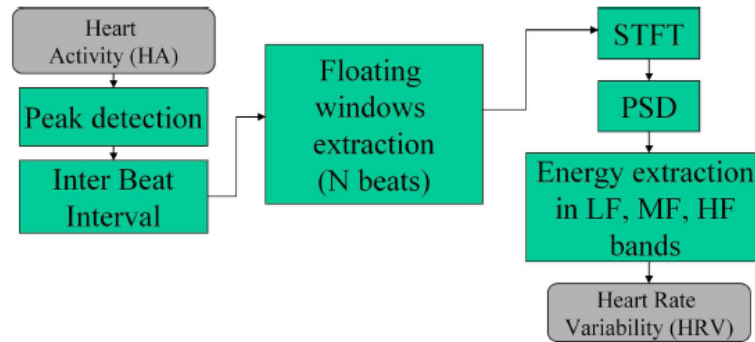 Heart
Activity (HA)
Peak detection
Inter Beat
Interval
Floating
windows
extraction
(N beats)
STFT
PSD
Energy extraction
in LF, MF, HF
bands
Heart Rate
Variability (HRV)